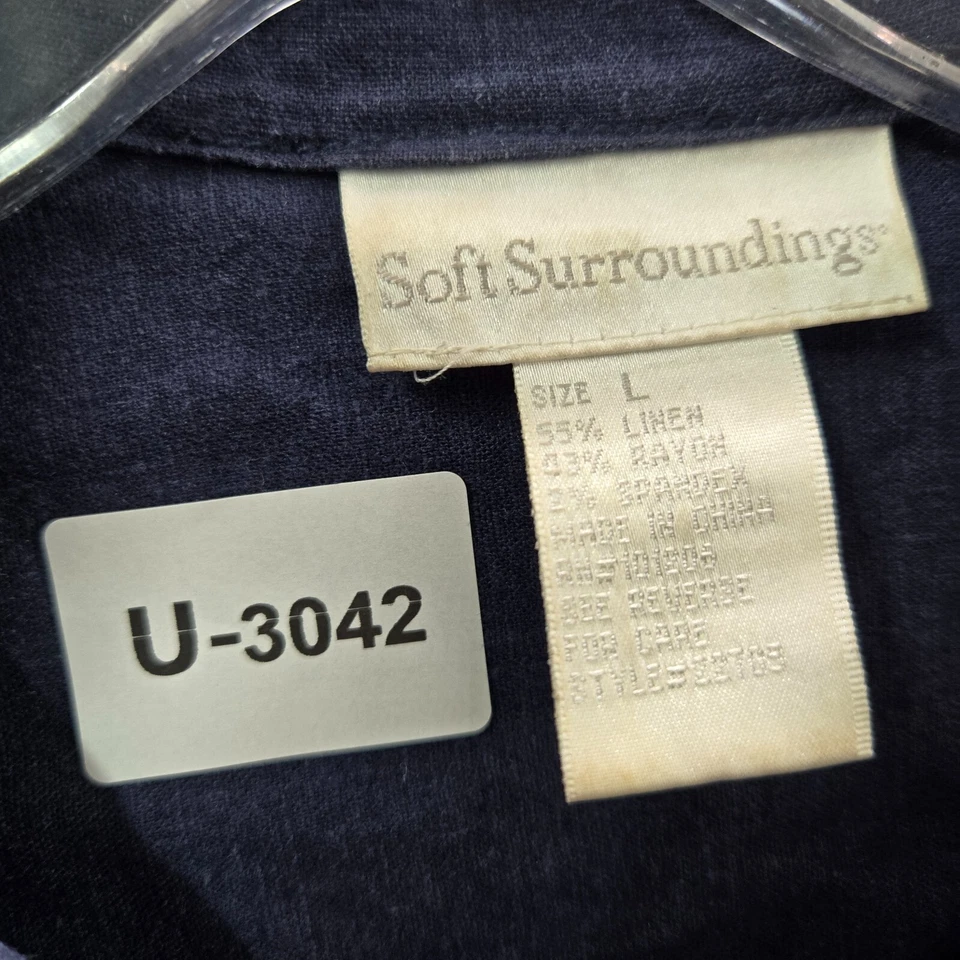 Soft Surroundings
SIZE L
55% LINEN
43% RAYON
2% SPANDEX
MADE IN CHINA
SEE REVERSE
FOR CARE
U-3042